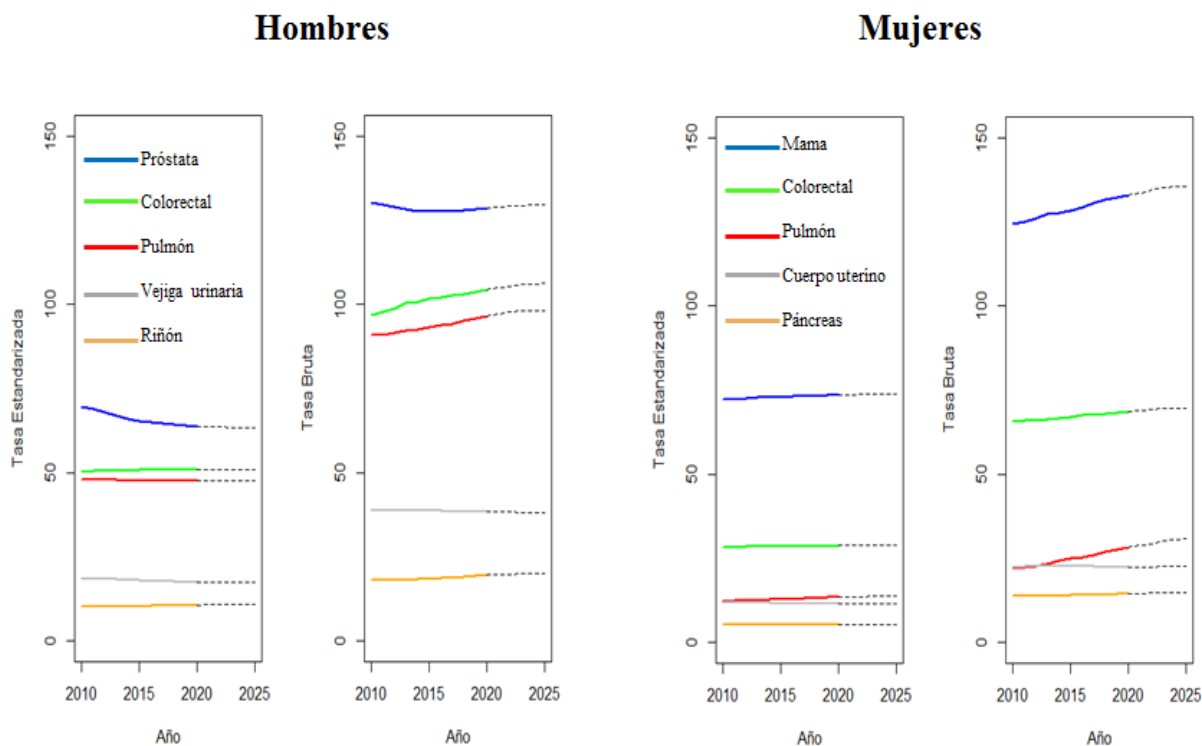 Hombres
Mujeres
Tasa Estandarizada
150
100
50
0
Próstata
Colorectal
Pulmón
Vejiga urinaria
Riñón
2010 2015 2020 2025
Año
Tasa Bruta
150
100
50
0
2010 2015 2020 2025
Año
Tasa Estandarizada
150
100
50
0
Mama
Colorectal
Pulmón
Cuerpo uterino
Páncreas
2010 2015 2020 2025
Año
Tasa Bruta
150
100
50
0
2010 2015 2020 2025
Año